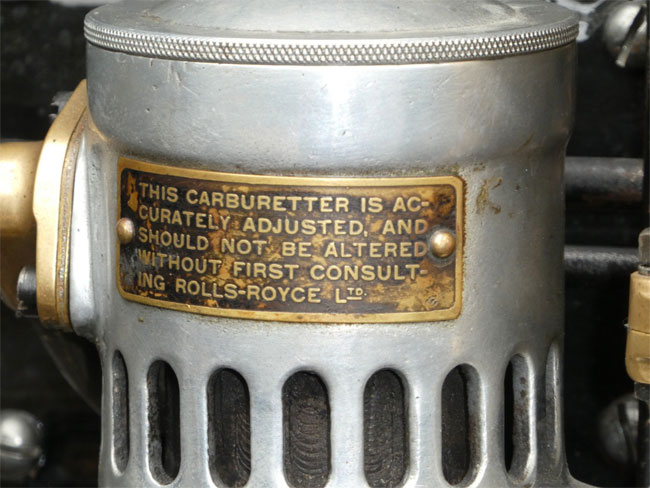 THIS CARBURETTER IS AC-
CURATELY ADJUSTED, AND
SHOULD NOT BE ALTERED
WITHOUT FIRST CONSULT-
ING ROLLS-ROYCE LTD.